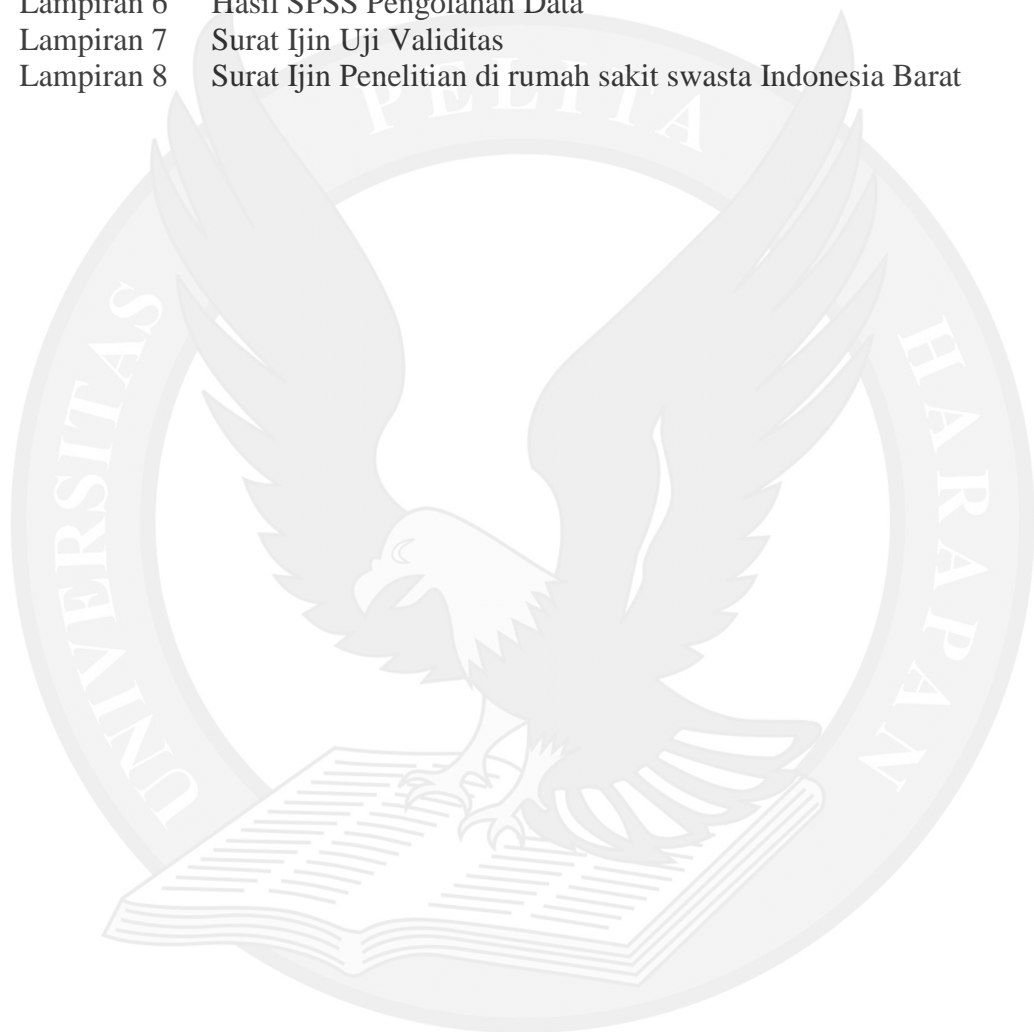 Lampiran 6 Hasil SPSS Pengolahan Data
Lampiran 7 Surat Ijin Uji Validitas
Lampiran 8 Surat Ijin Penelitian di rumah sakit swasta Indonesia Barat
UNIVERSITAS PELITA HARAPAN